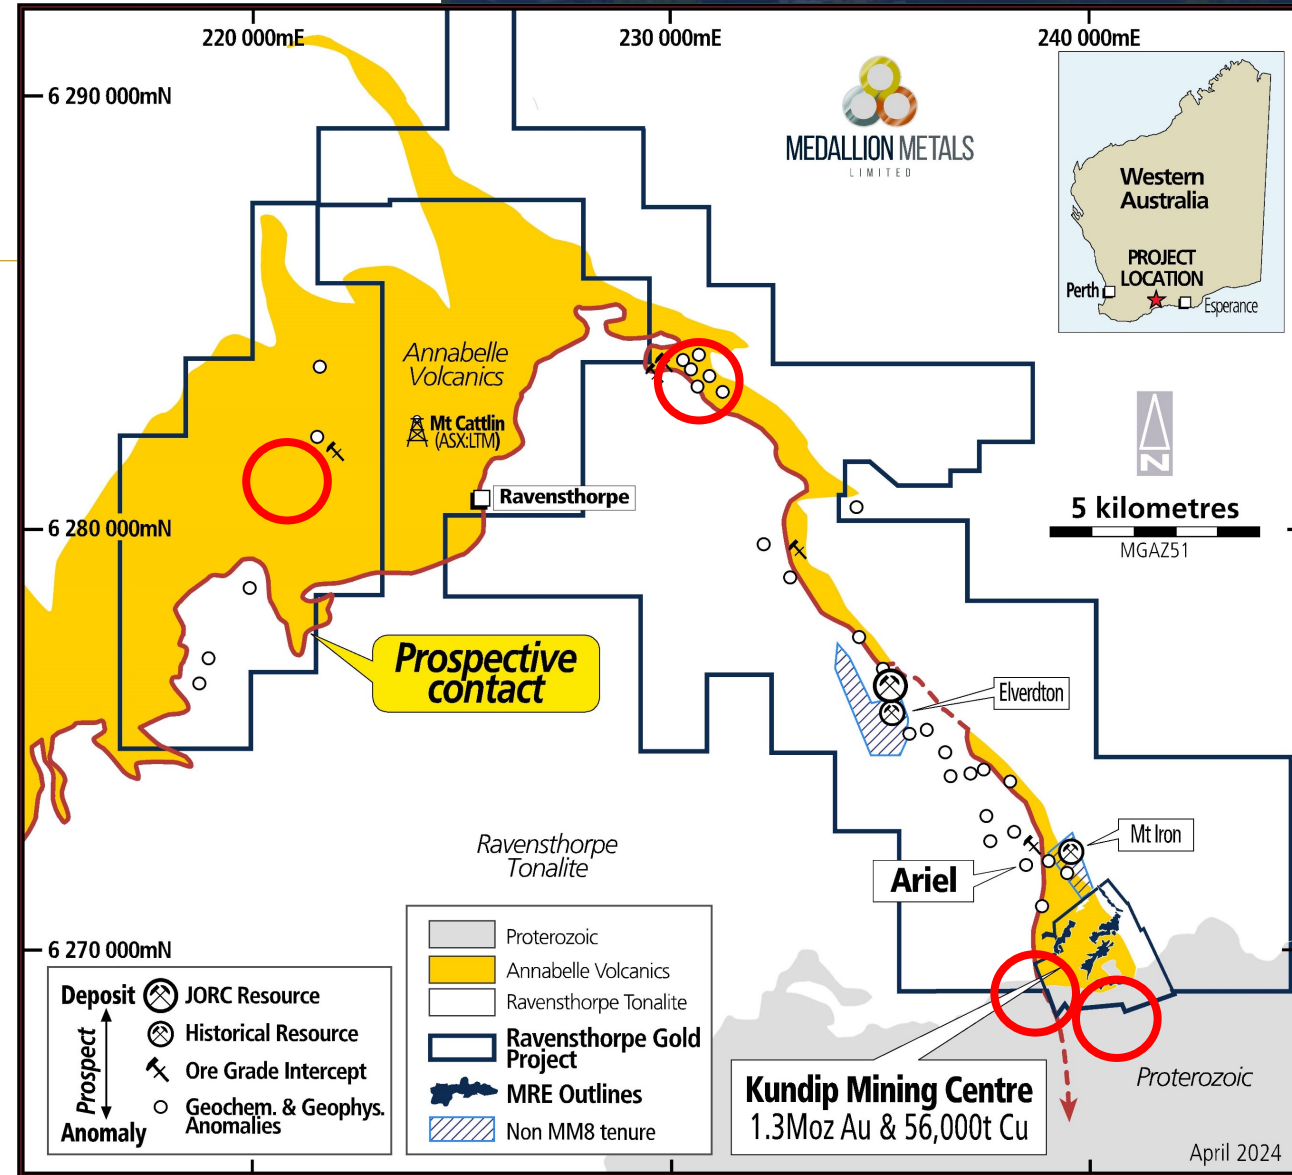 220 000mE
230 000mE
240 000mE
6 290 000mN
MEDALLION METALS
LIMITED
Western
Australia
PROJECT
LOCATION
Perth
Esperance
Annabelle
Volcanics
Mt Cattlin
(ASX:LTM)
Ravensthorpe
N
5 kilometres
MGAZ51
6 280 000mN
Prospective
contact
Elverdton
Mt Iron
Ariel
Ravensthorpe
Tonalite
6 270 000mN
Deposit
JORC Resource
Historical Resource
Prospect
Ore Grade Intercept
Geochem. & Geophys.
Anomalies
Anomaly
Proterozoic
Annabelle Volcanics
Ravensthorpe Tonalite
Ravensthorpe Gold
Project
MRE Outlines
Non MM8 tenure
Kundip Mining Centre
1.3Moz Au & 56,000t Cu
Proterozoic
April 2024